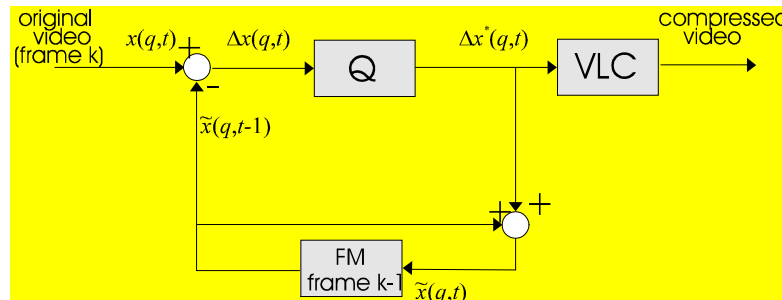 original
video
(frame k)
x(q,t)
+
-
Δx(q,t)
Q
Δx*(q,t)
VLC
compressed
video
x̃(q,t-1)
+
+
FM
frame k-1
x̃(q,t)